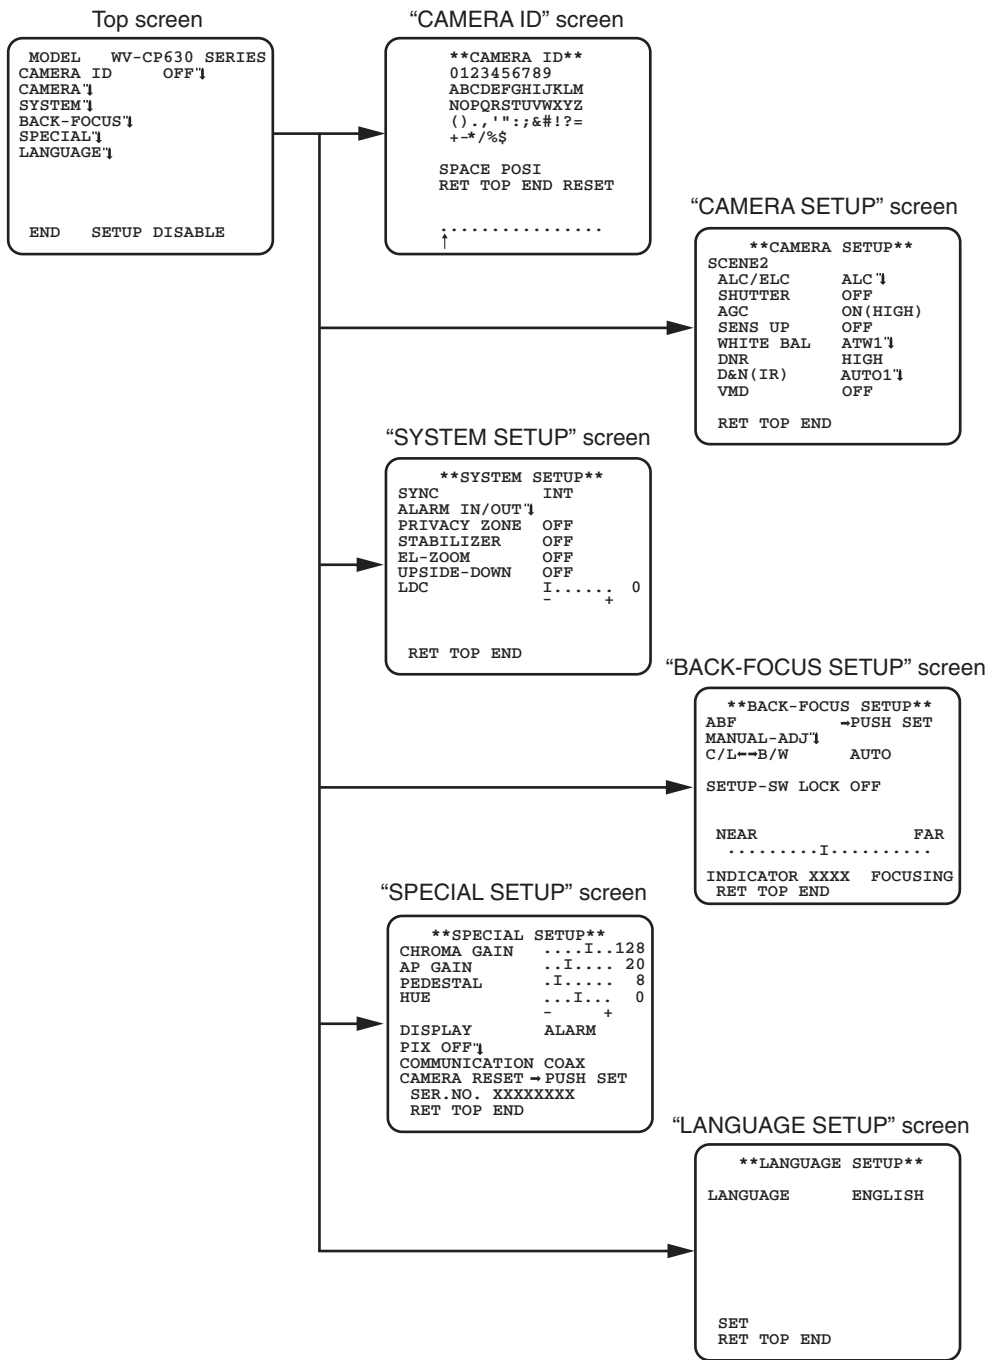 Top screen
MODEL WV-CP630 SERIES
CAMERA ID OFF
CAMERA
SYSTEM
BACK-FOCUS
SPECIAL
LANGUAGE
END SETUP DISABLE
“CAMERA ID” screen
**CAMERA ID**
0123456789
ABCDEFGHIJKLM
NOPQRSTUVWXYZ
().,'":;&#!?=
+-*/%$
SPACE POSI
RET TOP END RESET
................
↑
“CAMERA SETUP” screen
**CAMERA SETUP**
SCENE2
ALC/ELC ALC
SHUTTER OFF
AGC ON(HIGH)
SENS UP OFF
WHITE BAL ATW1
DNR HIGH
D&N(IR) AUTO1
VMD OFF
RET TOP END
“SYSTEM SETUP” screen
**SYSTEM SETUP**
SYNC INT
ALARM IN/OUT
PRIVACY ZONE OFF
STABILIZER OFF
EL-ZOOM OFF
UPSIDE-DOWN OFF
LDC I...... 0
- +
RET TOP END
“BACK-FOCUS SETUP” screen
**BACK-FOCUS SETUP**
ABF →PUSH SET
MANUAL-ADJ
C/L←→B/W AUTO
SETUP-SW LOCK OFF
NEAR FAR
.........I..........
INDICATOR XXXX FOCUSING
RET TOP END
“SPECIAL SETUP” screen
**SPECIAL SETUP**
CHROMA GAIN ....I..128
AP GAIN ..I.... 20
PEDESTAL .I..... 8
HUE ...I... 0
- +
DISPLAY ALARM
PIX OFF
COMMUNICATION COAX
CAMERA RESET →PUSH SET
SER.NO. XXXXXXXX
RET TOP END
“LANGUAGE SETUP” screen
**LANGUAGE SETUP**
LANGUAGE ENGLISH
SET
RET TOP END